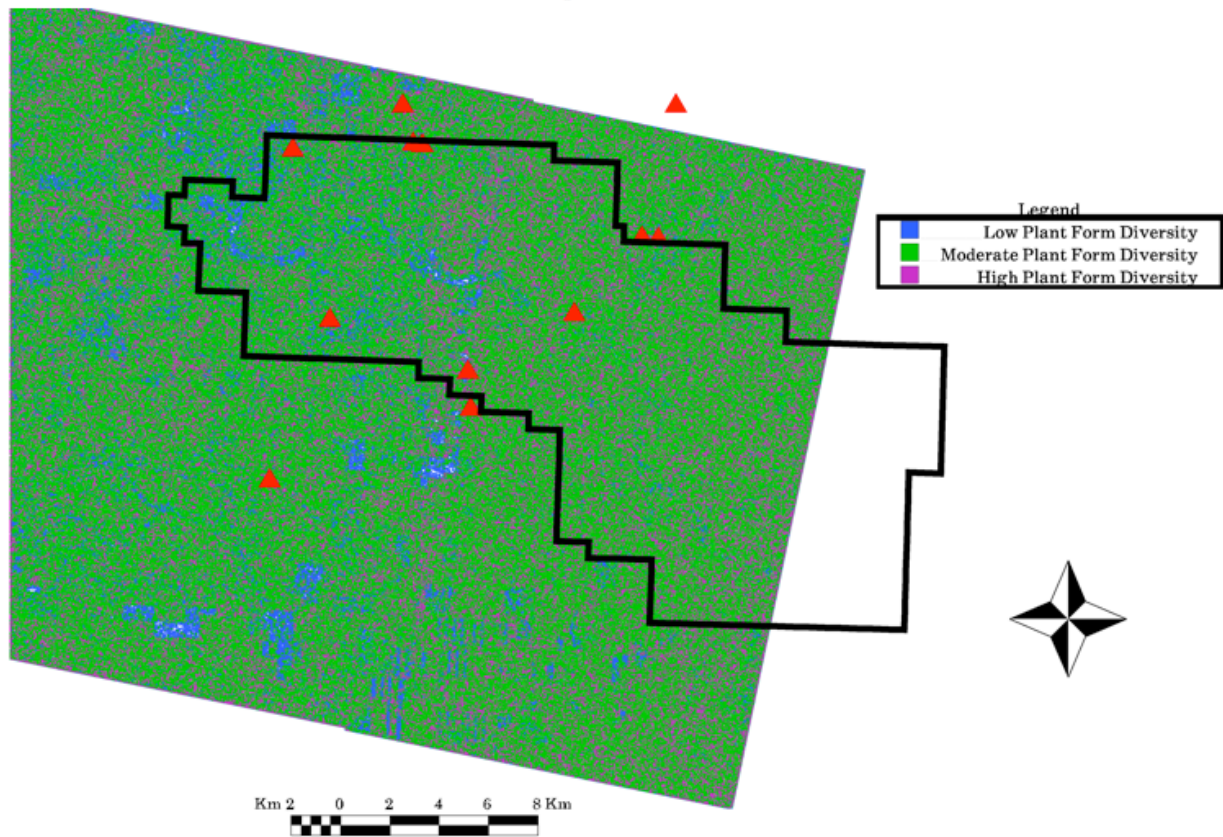 Legend
Low Plant Form Diversity
Moderate Plant Form Diversity
High Plant Form Diversity
Km 2 0 2 4 6 8 Km